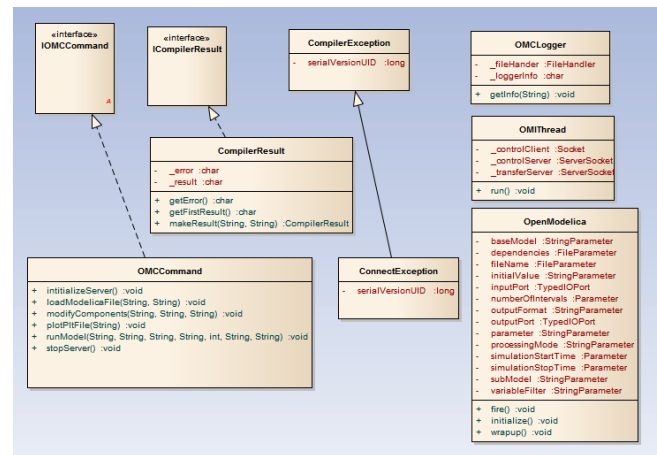 «interface»
IOMCCommand
A
«interface»
ICompilerResult
CompilerException
- serialVersionUID :long
OMCLogger
- _fileHander :FileHandler
- _loggerInfo :char
+ getInfo(String) :void
OMIThread
- _controlClient :Socket
- _controlServer :ServerSocket
- _transferServer :ServerSocket
+ run() :void
CompilerResult
- _error :char
- _result :char
+ getError() :char
+ getFirstResult() :char
+ makeResult(String, String) :CompilerResult
OMCCommand
+ intitializeServer() :void
+ loadModelicaFile(String, String) :void
+ modifyComponents(String, String, String) :void
+ plotPltFile(String) :void
+ runModel(String, String, String, String, int, String, String) :void
+ stopServer() :void
ConnectException
- serialVersionUID :long
OpenModelica
- baseModel :StringParameter
- dependencies :FileParameter
- fileName :FileParameter
- initialValue :StringParameter
- inputPort :TypedIOPort
- numberOfIntervals :Parameter
- outputFormat :StringParameter
- outputPort :TypedIOPort
- parameter :StringParameter
- processingMode :StringParameter
- simulationStartTime :Parameter
- simulationStopTime :Parameter
- subModel :StringParameter
- variableFilter :StringParameter
+ fire() :void
+ initialize() :void
+ wrapup() :void